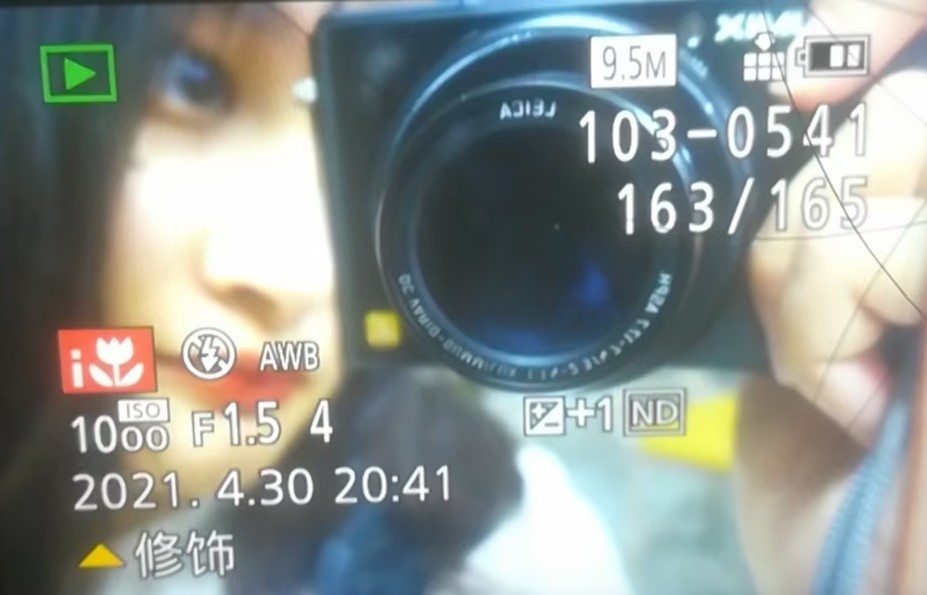 9.5M
103-0541
163/165
LEICA
i AWB
ISO
1000 F1.5 4 +1 ND
2021. 4.30 20:41
修饰